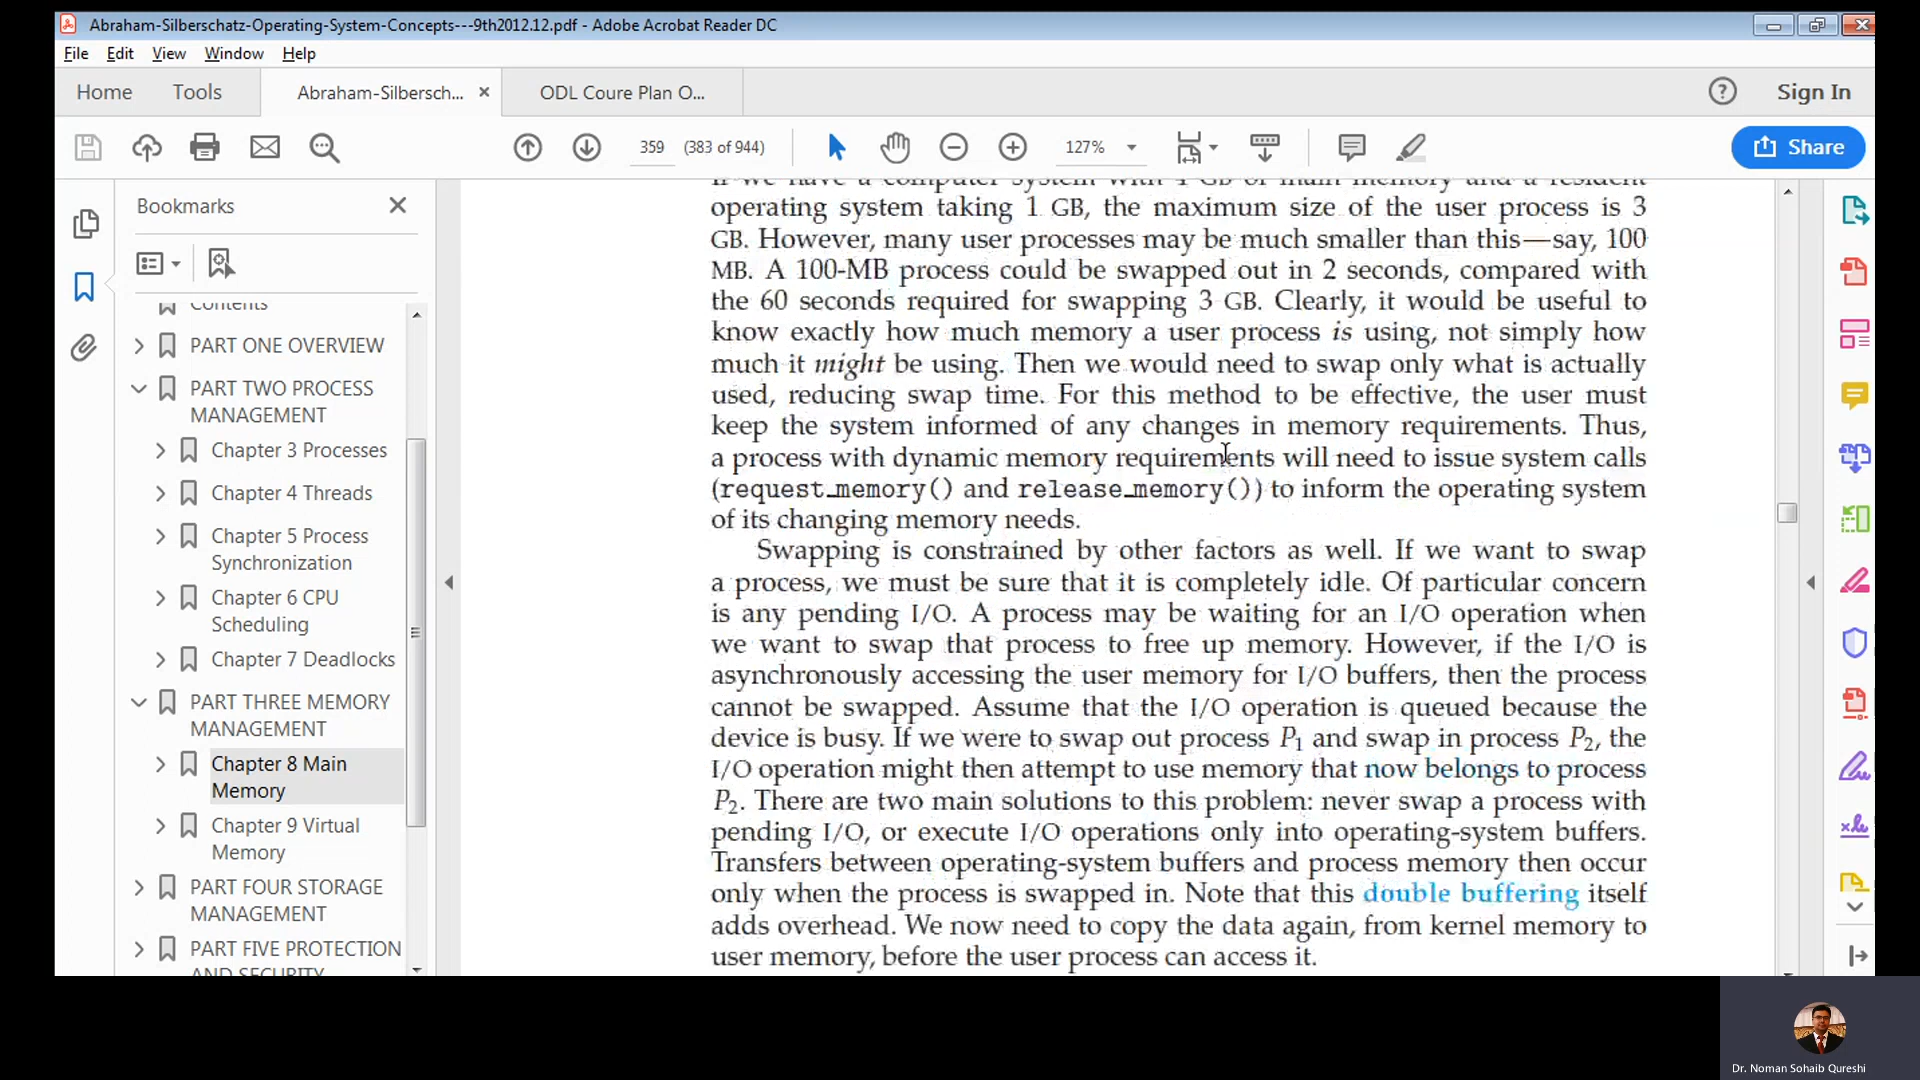 Abraham-Silberschatz-Operating-System-Concepts---9th2012.12.pdf - Adobe Acrobat Reader DC
File Edit View Window Help
Home Tools Abraham-Silbersch... ODL Coure Plan O... Sign In
359 (383 of 944) 127% Share
Bookmarks
Contents
PART ONE OVERVIEW
PART TWO PROCESS
MANAGEMENT
Chapter 3 Processes
Chapter 4 Threads
Chapter 5 Process
Synchronization
Chapter 6 CPU
Scheduling
Chapter 7 Deadlocks
PART THREE MEMORY
MANAGEMENT
Chapter 8 Main
Memory
Chapter 9 Virtual
Memory
PART FOUR STORAGE
MANAGEMENT
PART FIVE PROTECTION
AND SECURITY
If we have a computer system with 4 GB of main memory and a resident
operating system taking 1 GB, the maximum size of the user process is 3
GB. However, many user processes may be much smaller than this—say, 100
MB. A 100-MB process could be swapped out in 2 seconds, compared with
the 60 seconds required for swapping 3 GB. Clearly, it would be useful to
know exactly how much memory a user process is using, not simply how
much it might be using. Then we would need to swap only what is actually
used, reducing swap time. For this method to be effective, the user must
keep the system informed of any changes in memory requirements. Thus,
a process with dynamic memory requirements will need to issue system calls
(request_memory() and release_memory()) to inform the operating system
of its changing memory needs.
Swapping is constrained by other factors as well. If we want to swap
a process, we must be sure that it is completely idle. Of particular concern
is any pending I/O. A process may be waiting for an I/O operation when
we want to swap that process to free up memory. However, if the I/O is
asynchronously accessing the user memory for I/O buffers, then the process
cannot be swapped. Assume that the I/O operation is queued because the
device is busy. If we were to swap out process P1 and swap in process P2, the
I/O operation might then attempt to use memory that now belongs to process
P2. There are two main solutions to this problem: never swap a process with
pending I/O, or execute I/O operations only into operating-system buffers.
Transfers between operating-system buffers and process memory then occur
only when the process is swapped in. Note that this double buffering itself
adds overhead. We now need to copy the data again, from kernel memory to
user memory, before the user process can access it.
Dr. Noman Sohaib Qureshi